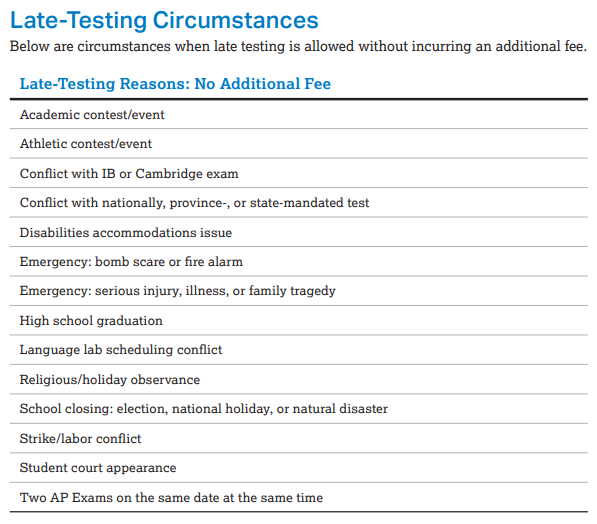 Late-Testing Circumstances
Below are circumstances when late testing is allowed without incurring an additional fee.
Late-Testing Reasons: No Additional Fee
Academic contest/event
Athletic contest/event
Conflict with IB or Cambridge exam
Conflict with nationally, province-, or state-mandated test
Disabilities accommodations issue
Emergency: bomb scare or fire alarm
Emergency: serious injury, illness, or family tragedy
High school graduation
Language lab scheduling conflict
Religious/holiday observance
School closing: election, national holiday, or natural disaster
Strike/labor conflict
Student court appearance
Two AP Exams on the same date at the same time